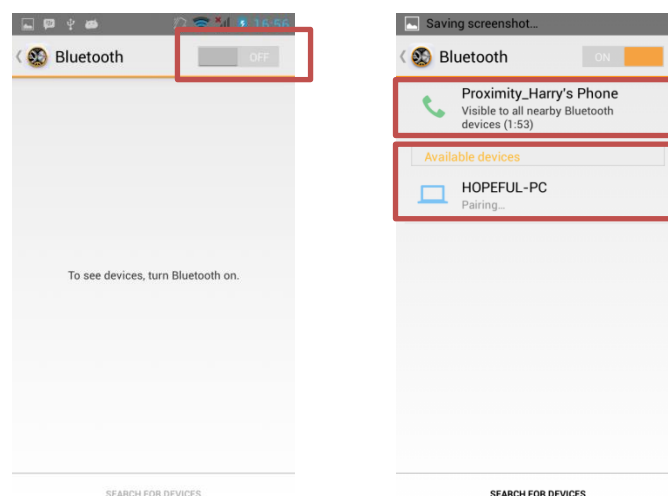 16:56
Bluetooth
OFF
To see devices, turn Bluetooth on.
SEARCH FOR DEVICES
Saving screenshot...
Bluetooth
ON
Proximity_Harry's Phone
Visible to all nearby Bluetooth
devices (1:53)
Available devices
HOPEFUL-PC
Pairing...
SEARCH FOR DEVICES